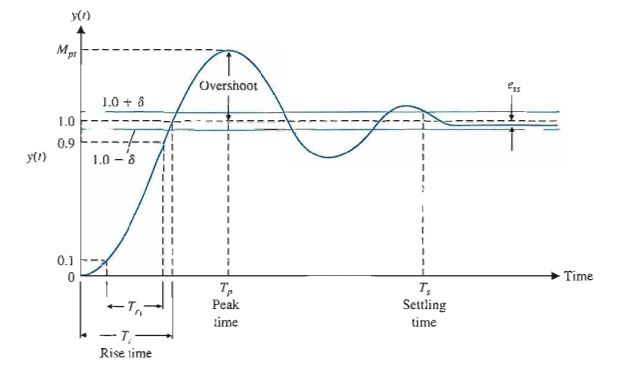 y(t)
M_pt
Overshoot
e_ss
1.0 + δ
1.0
0.9
y(t)
1.0 − δ
0.1
0
Time
T_p
Peak
time
T_s
Settling
time
T_r₁
T_r
Rise time